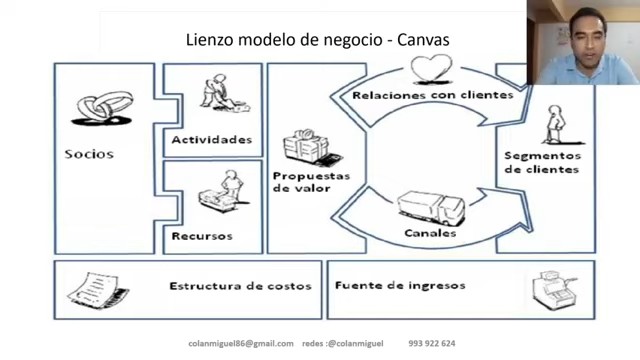 Lienzo modelo de negocio - Canvas
Socios
Actividades
Recursos
Propuestas
de valor
Relaciones con clientes
Canales
Segmentos
de clientes
Estructura de costos
Fuente de ingresos
colanmiguel86@gmail.com redes :@colanmiguel 993 922 624